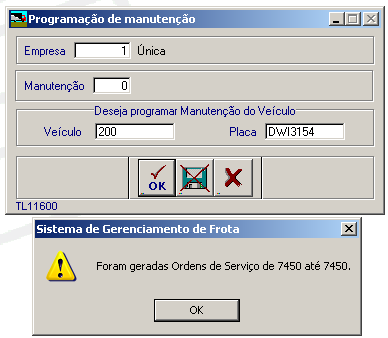 Programação de manutenção
Empresa 1 Única
Manutenção 0
Deseja programar Manutenção do Veículo
Veículo 200 Placa DWI3154
OK
TL11600
Sistema de Gerenciamento de Frota
Foram geradas Ordens de Serviço de 7450 até 7450.
OK